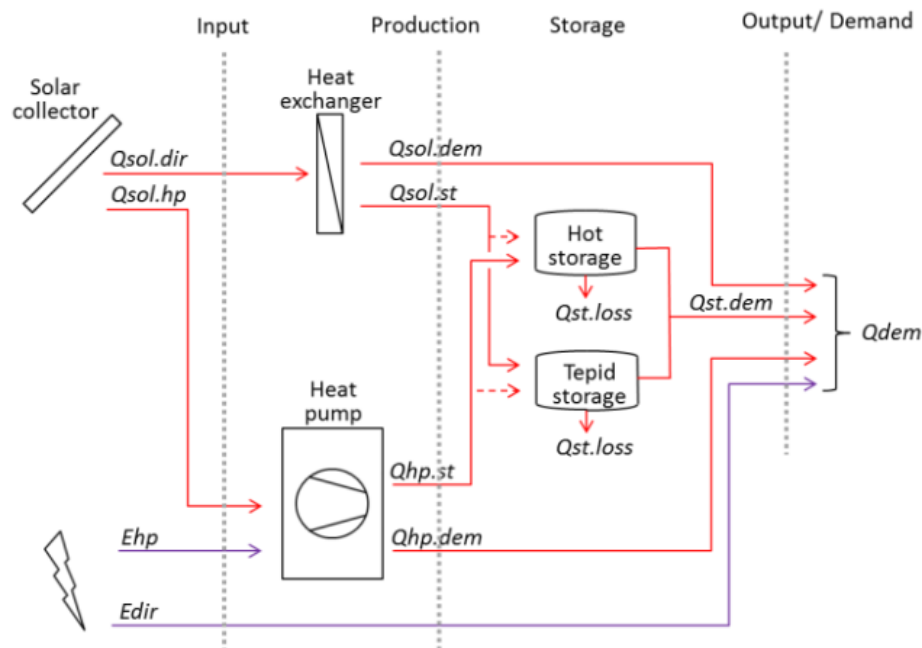 Input
Production
Storage
Output/ Demand
Solar
collector
Heat
exchanger
Qsol.dir
Qsol.hp
Qsol.dem
Qsol.st
Hot
storage
Qst.loss
Qst.dem
Qdem
Tepid
storage
Qst.loss
Heat
pump
Qhp.st
Ehp
Qhp.dem
Edir